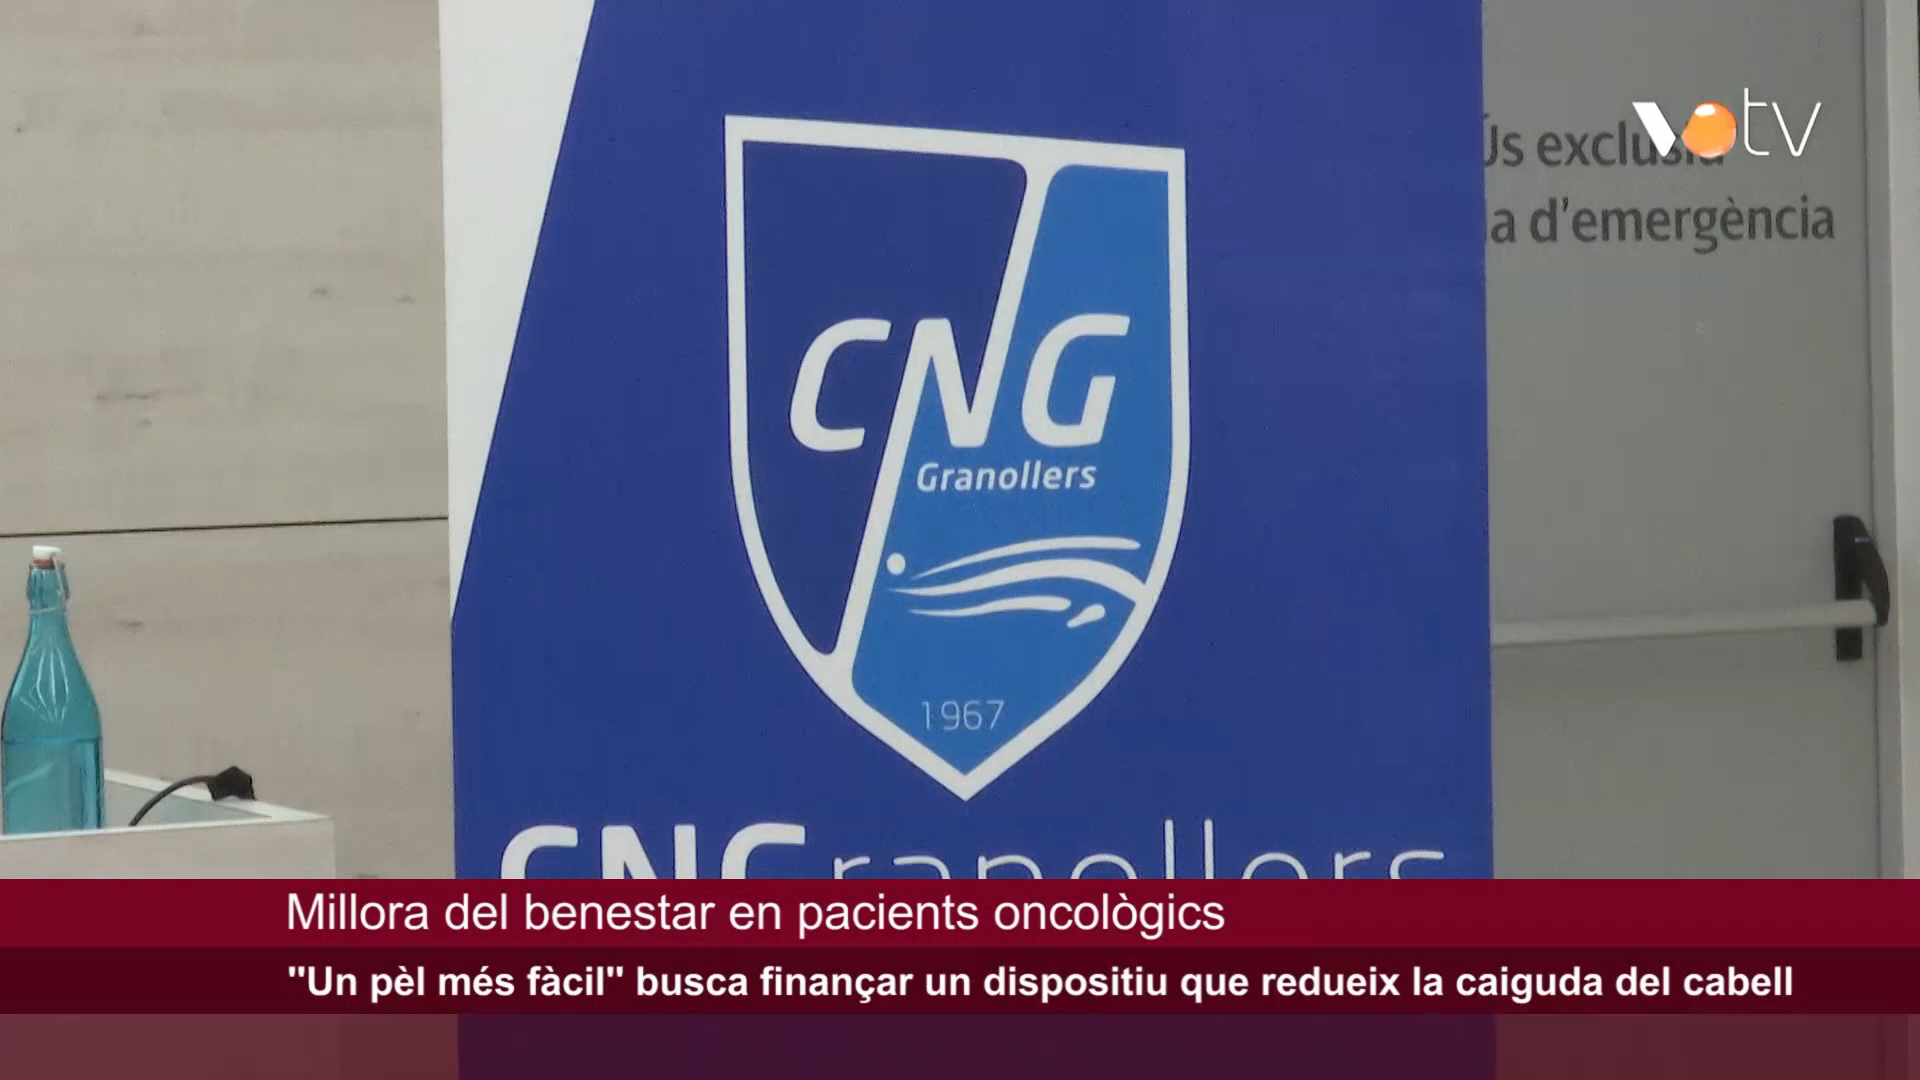 votv
Ús exclusiu
a d'emergència
CNG
Granollers
1967
CNGranollers
Millora del benestar en pacients oncològics
"Un pèl més fàcil" busca finançar un dispositiu que redueix la caiguda del cabell